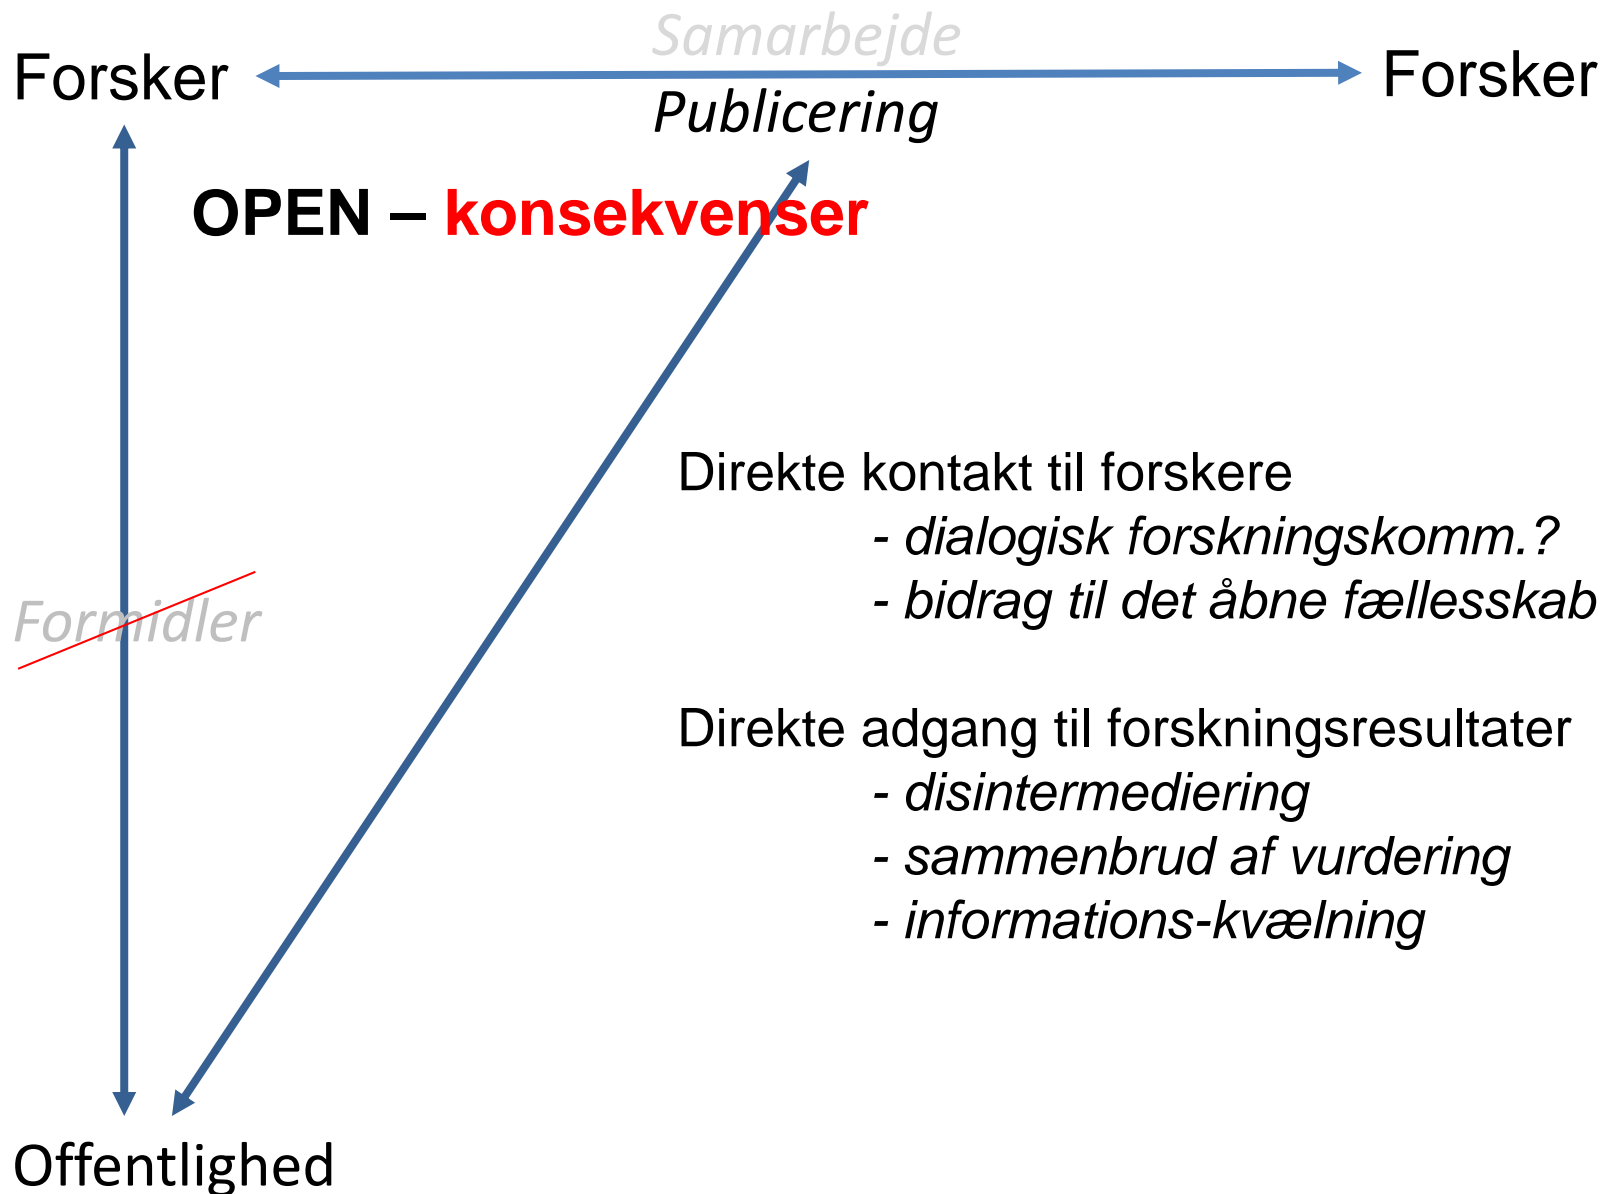 Samarbejde
Forsker
Forsker
Publicering
OPEN – konsekvenser
Direkte kontakt til forskere
- dialogisk forskningskomm.?
- bidrag til det åbne fællesskab
Formidler
Direkte adgang til forskningsresultater
- disintermediering
- sammenbrud af vurdering
- informations-kvælning
Offentlighed